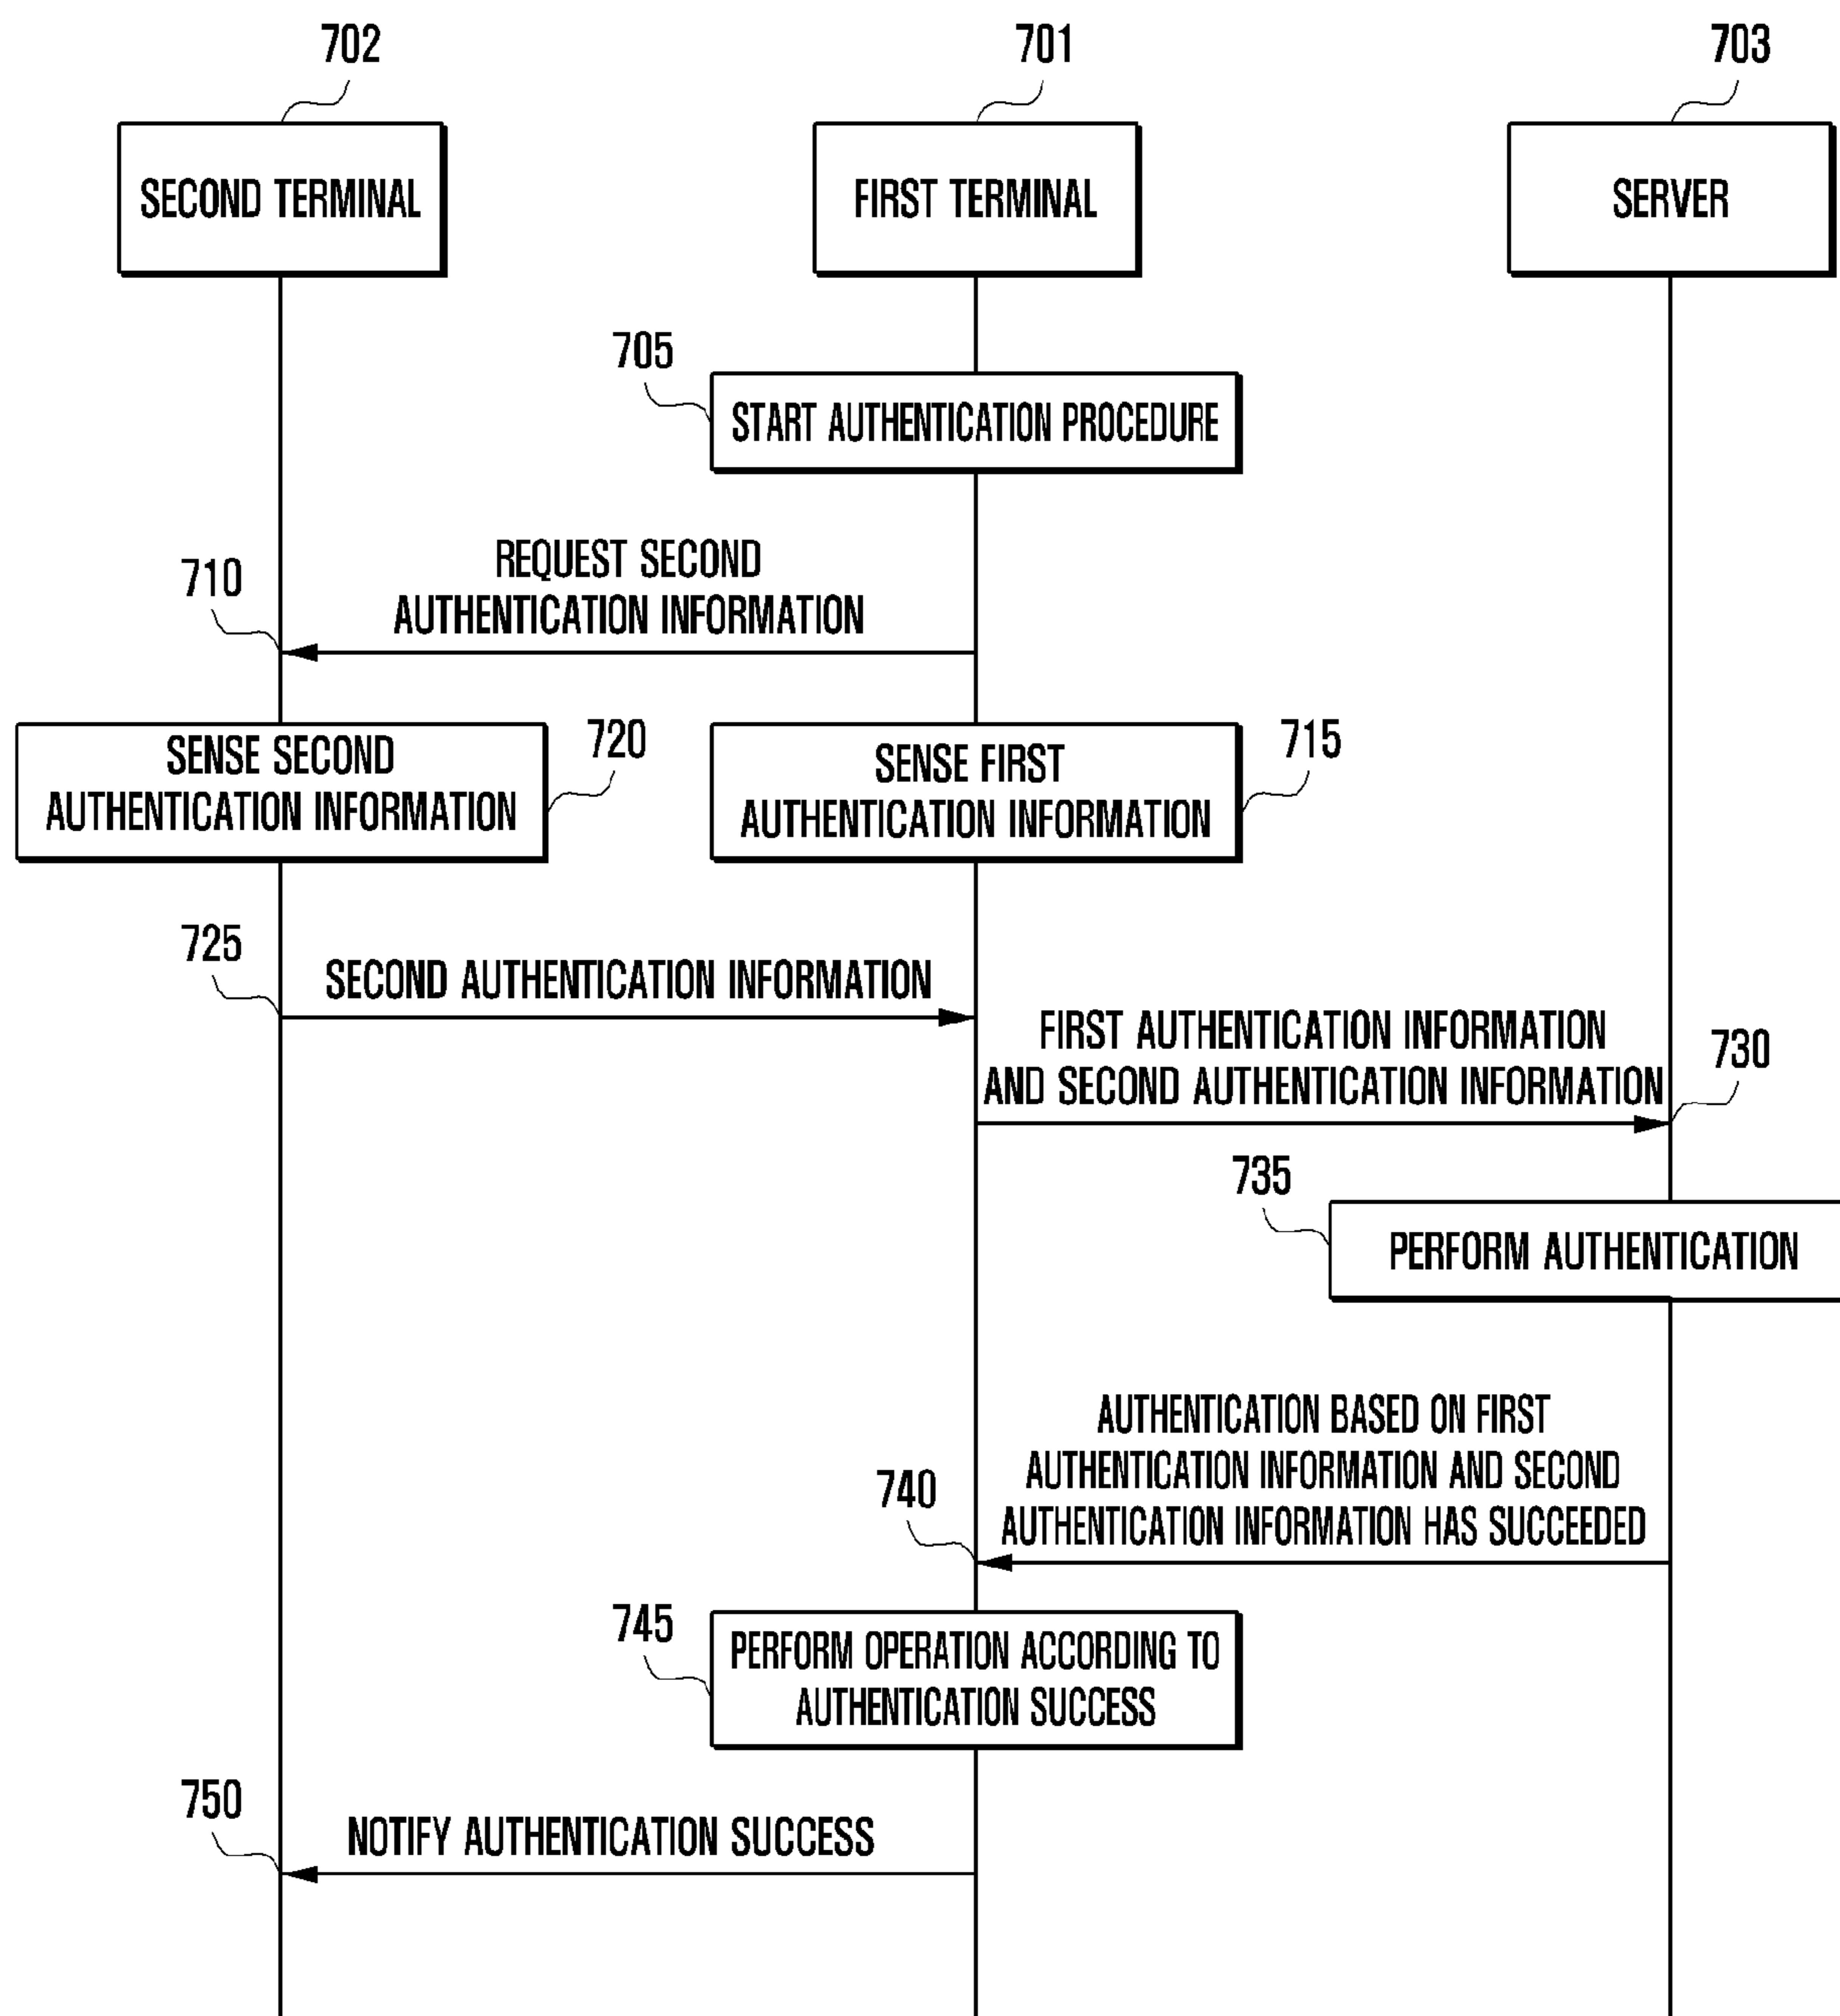 702
701
703
SECOND TERMINAL
FIRST TERMINAL
SERVER
705
START AUTHENTICATION PROCEDURE
710
REQUEST SECOND
AUTHENTICATION INFORMATION
SENSE SECOND
AUTHENTICATION INFORMATION
720
SENSE FIRST
AUTHENTICATION INFORMATION
715
725
SECOND AUTHENTICATION INFORMATION
FIRST AUTHENTICATION INFORMATION
AND SECOND AUTHENTICATION INFORMATION
730
735
PERFORM AUTHENTICATION
AUTHENTICATION BASED ON FIRST
AUTHENTICATION INFORMATION AND SECOND
AUTHENTICATION INFORMATION HAS SUCCEEDED
740
745
PERFORM OPERATION ACCORDING TO
AUTHENTICATION SUCCESS
750
NOTIFY AUTHENTICATION SUCCESS